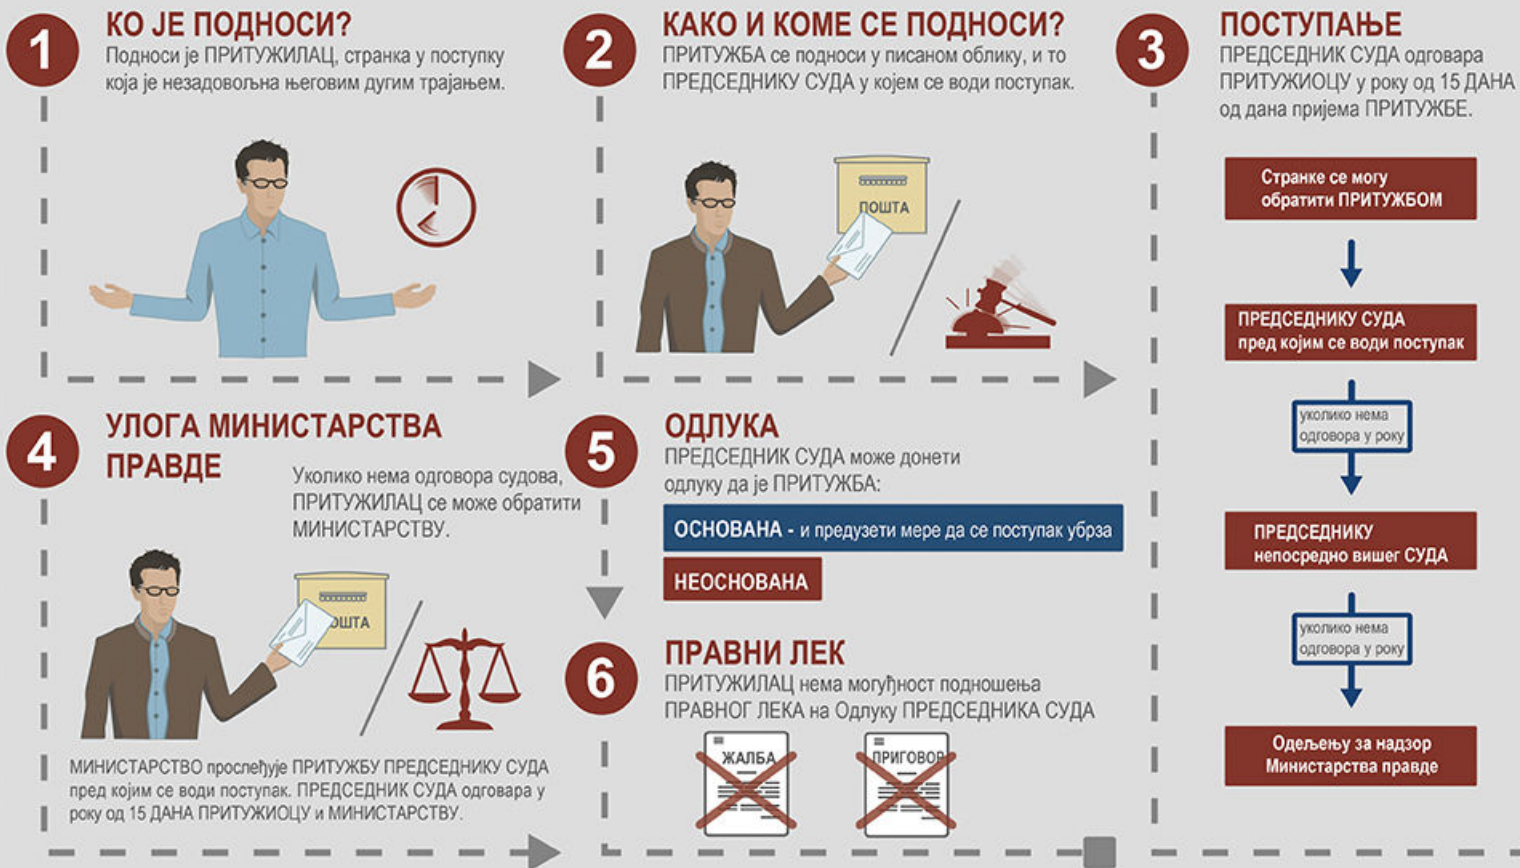 1
КО ЈЕ ПОДНОСИ?
Подноси је ПРИТУЖИЛАЦ, странка у поступку
која је незадовољна његовим дугим трајањем.
2
КАКО И КОМЕ СЕ ПОДНОСИ?
ПРИТУЖБА се подноси у писаном облику, и то
ПРЕДСЕДНИКУ СУДА у којем се води поступак.
ПОШТА
3
ПОСТУПАЊЕ
ПРЕДСЕДНИК СУДА одговара
ПРИТУЖИОЦУ у року од 15 ДАНА
од дана пријема ПРИТУЖБЕ.
Странке се могу
обратити ПРИТУЖБОМ
ПРЕДСЕДНИКУ СУДА
пред којим се води поступак
уколико нема
одговора у року
ПРЕДСЕДНИКУ
непосредно вишег СУДА
уколико нема
одговора у року
Одељењу за надзор
Министарства правде
4
УЛОГА МИНИСТАРСТВА
ПРАВДЕ
Уколико нема одговора судова,
ПРИТУЖИЛАЦ се може обратити
МИНИСТАРСТВУ.
ОШТА
МИНИСТАРСТВО прослеђује ПРИТУЖБУ ПРЕДСЕДНИКУ СУДА
пред којим се води поступак. ПРЕДСЕДНИК СУДА одговара у
року од 15 ДАНА ПРИТУЖИОЦУ и МИНИСТАРСТВУ.
5
ОДЛУКА
ПРЕДСЕДНИК СУДА може донети
одлуку да је ПРИТУЖБА:
ОСНОВАНА - и предузети мере да се поступак убрза
НЕОСНОВАНА
6
ПРАВНИ ЛЕК
ПРИТУЖИЛАЦ нема могуђност подношења
ПРАВНОГ ЛЕКА на Одлуку ПРЕДСЕДНИКА СУДА
ЖАЛБА
ПРИГОВОР